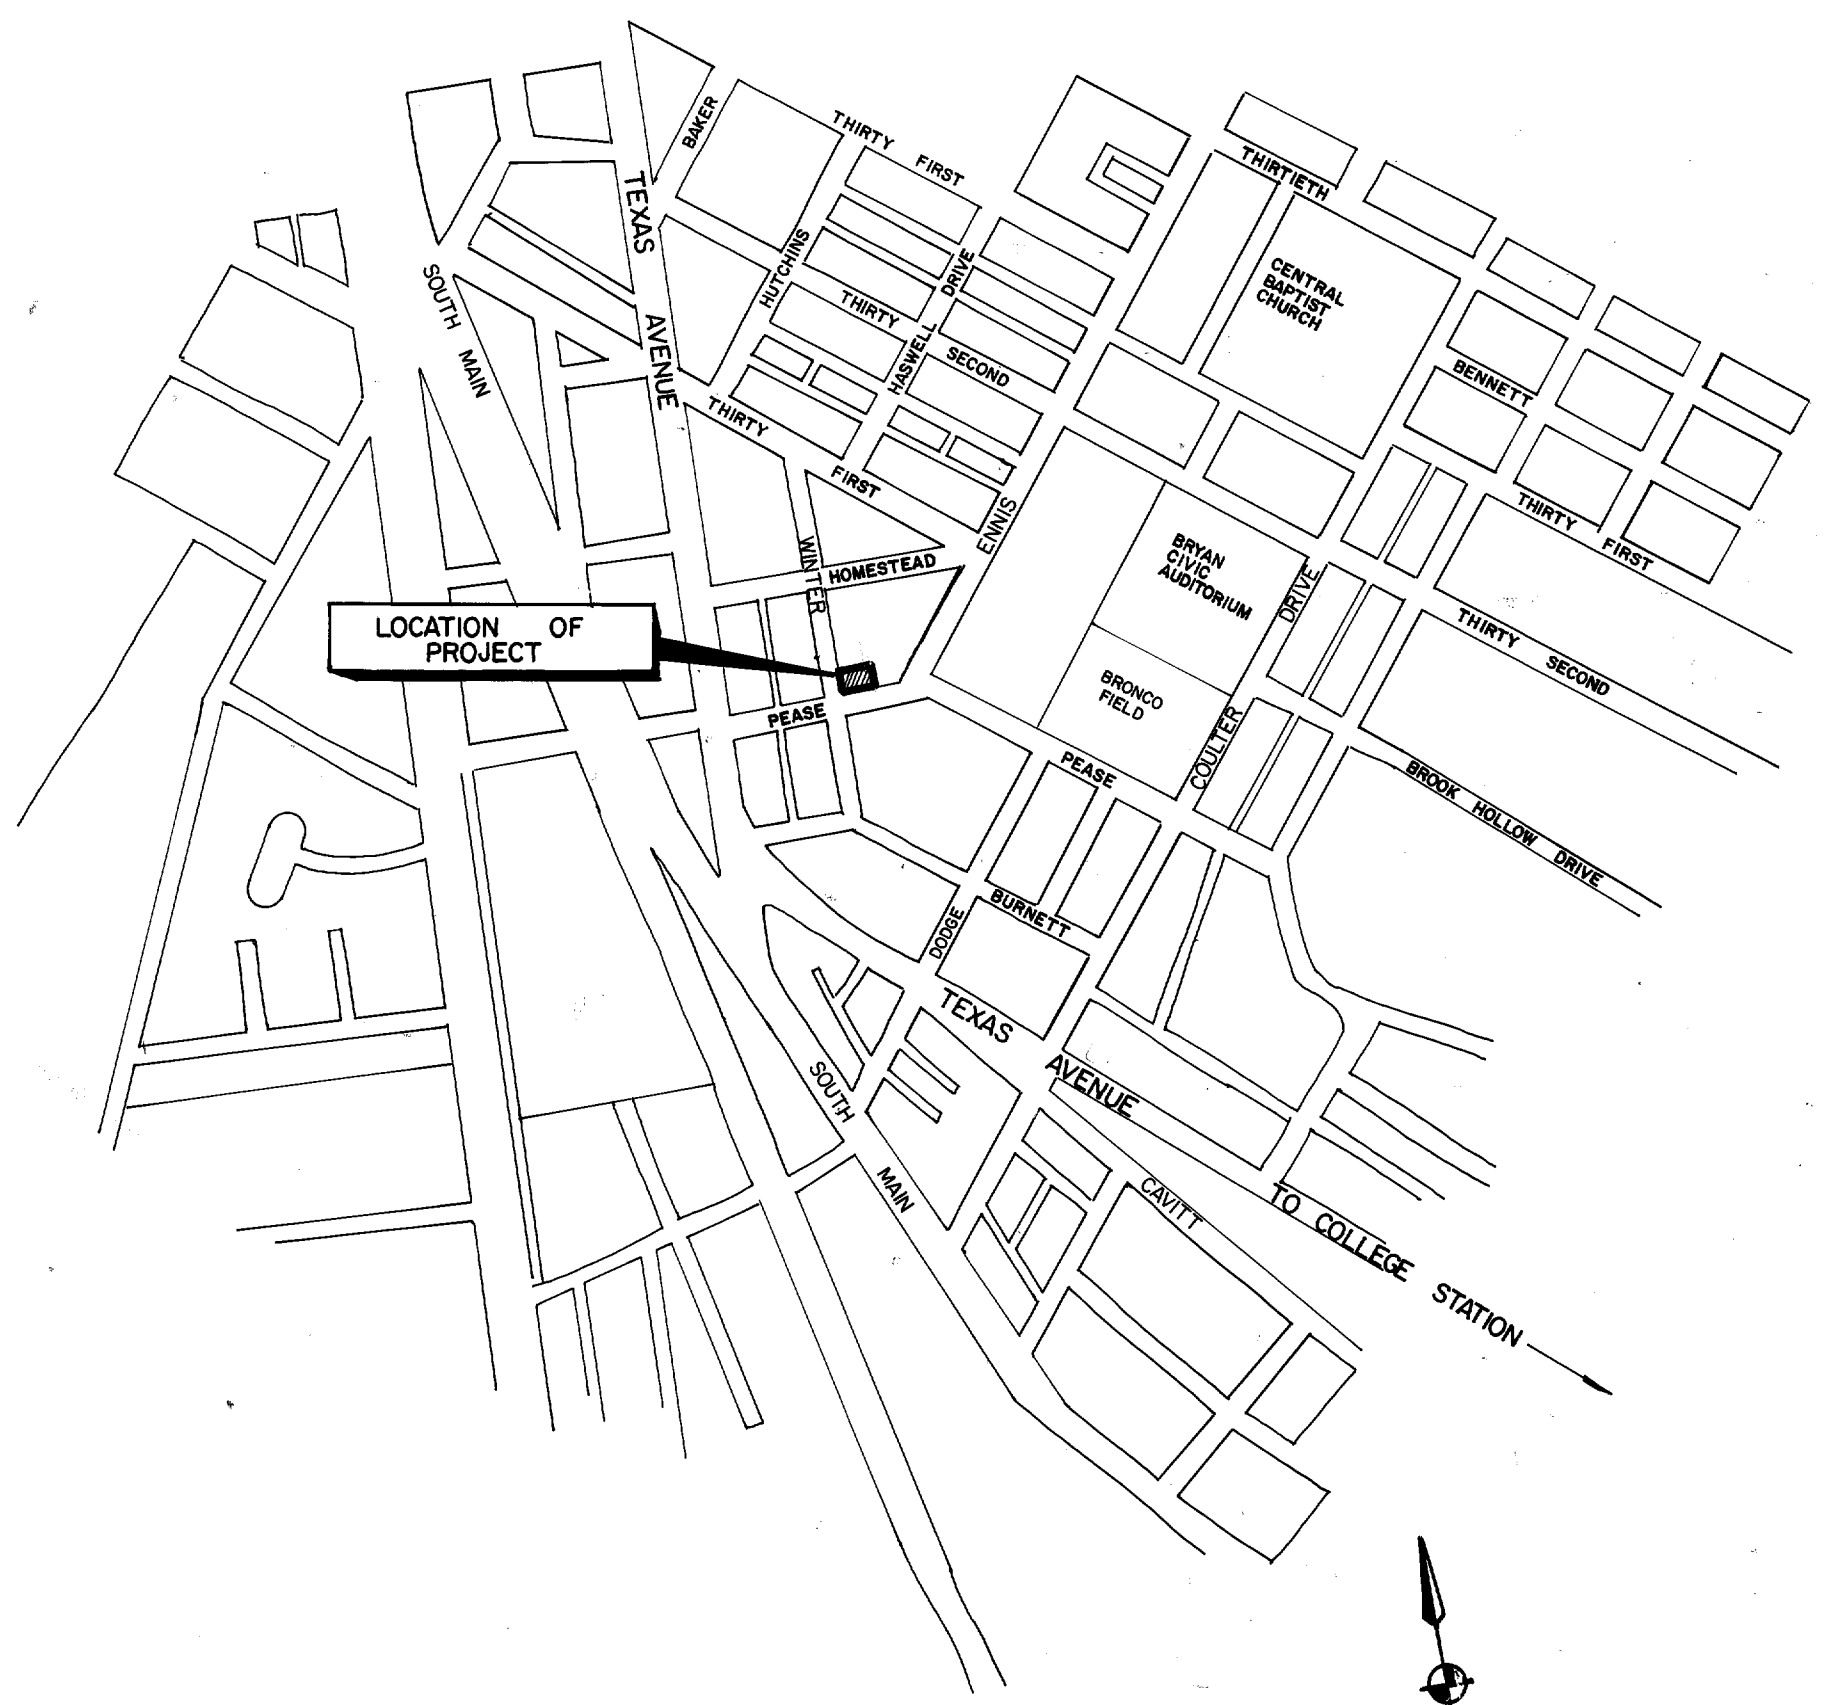 BAKER
THIRTY FIRST
THIRTIETH
TEXAS AVENUE
SOUTH MAIN
HUTCHINS
HASWELL DRIVE
THIRTY SECOND
CENTRAL
BAPTIST
CHURCH
BENNETT
THIRTY FIRST
THIRTY FIRST
ENNIS
WINTER
HOMESTEAD
BRYAN
CIVIC
AUDITORIUM
COULTER DRIVE
THIRTY SECOND
LOCATION OF
PROJECT
BRONCO
FIELD
PEASE
PEASE
BROOK HOLLOW DRIVE
BURNETT
DODGE
TEXAS AVENUE
SOUTH MAIN
CAVITT
TO COLLEGE STATION